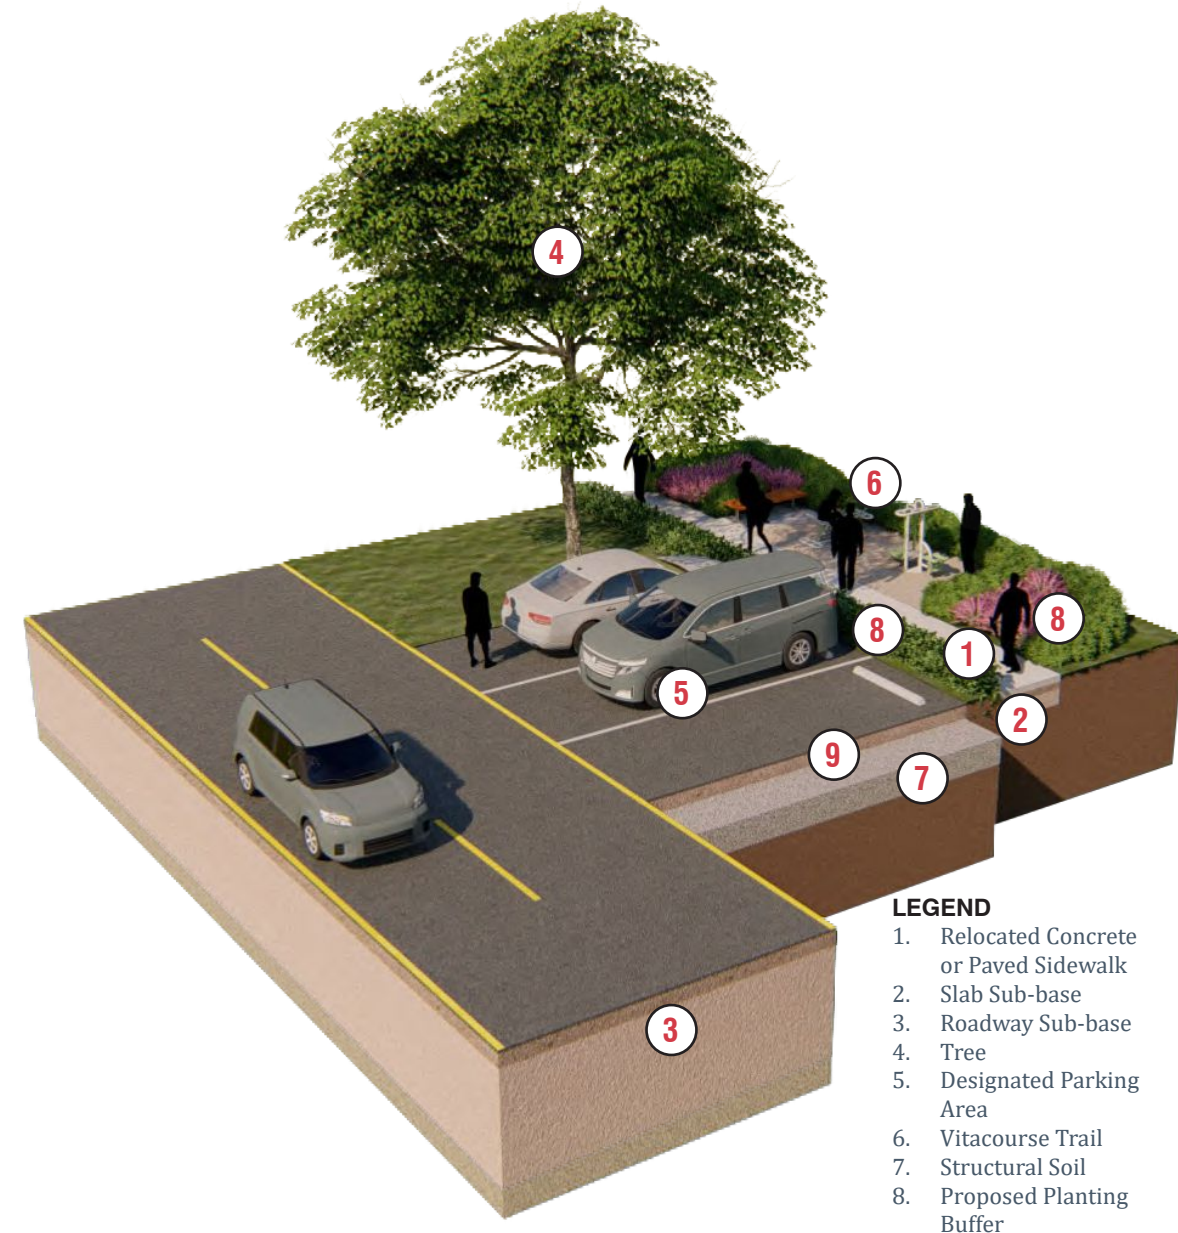 4
6
8
8
1
5
2
9
7
3
LEGEND
1. Relocated Concrete
or Paved Sidewalk
2. Slab Sub-base
3. Roadway Sub-base
4. Tree
5. Designated Parking
Area
6. Vitacourse Trail
7. Structural Soil
8. Proposed Planting
Buffer